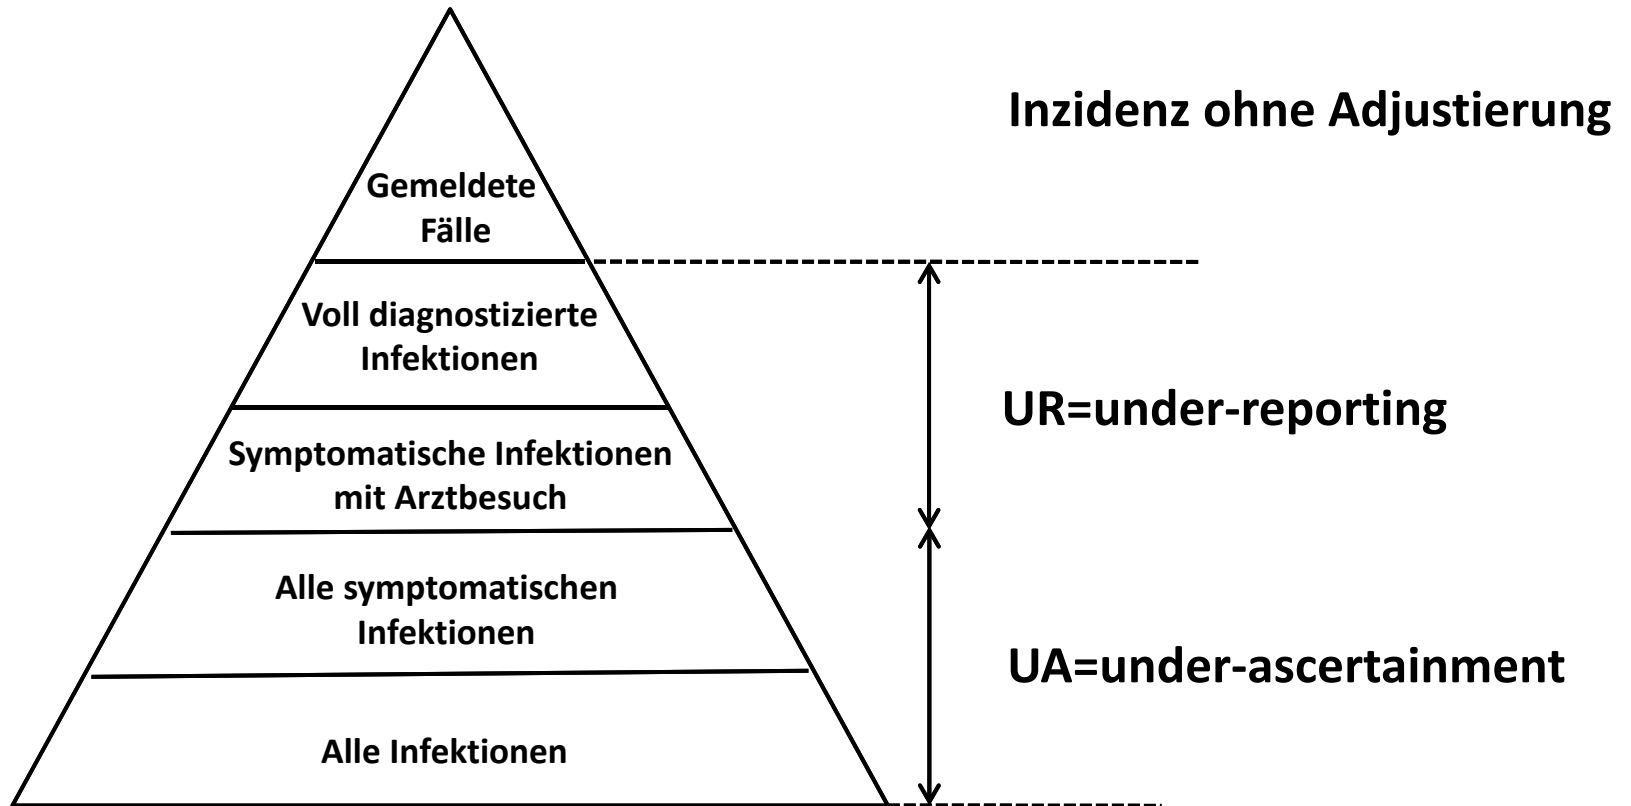 Inzidenz ohne Adjustierung
Gemeldete
Fälle
Voll diagnostizierte
Infektionen
UR=under-reporting
Symptomatische Infektionen
mit Arztbesuch
Alle symptomatischen
Infektionen
UA=under-ascertainment
Alle Infektionen